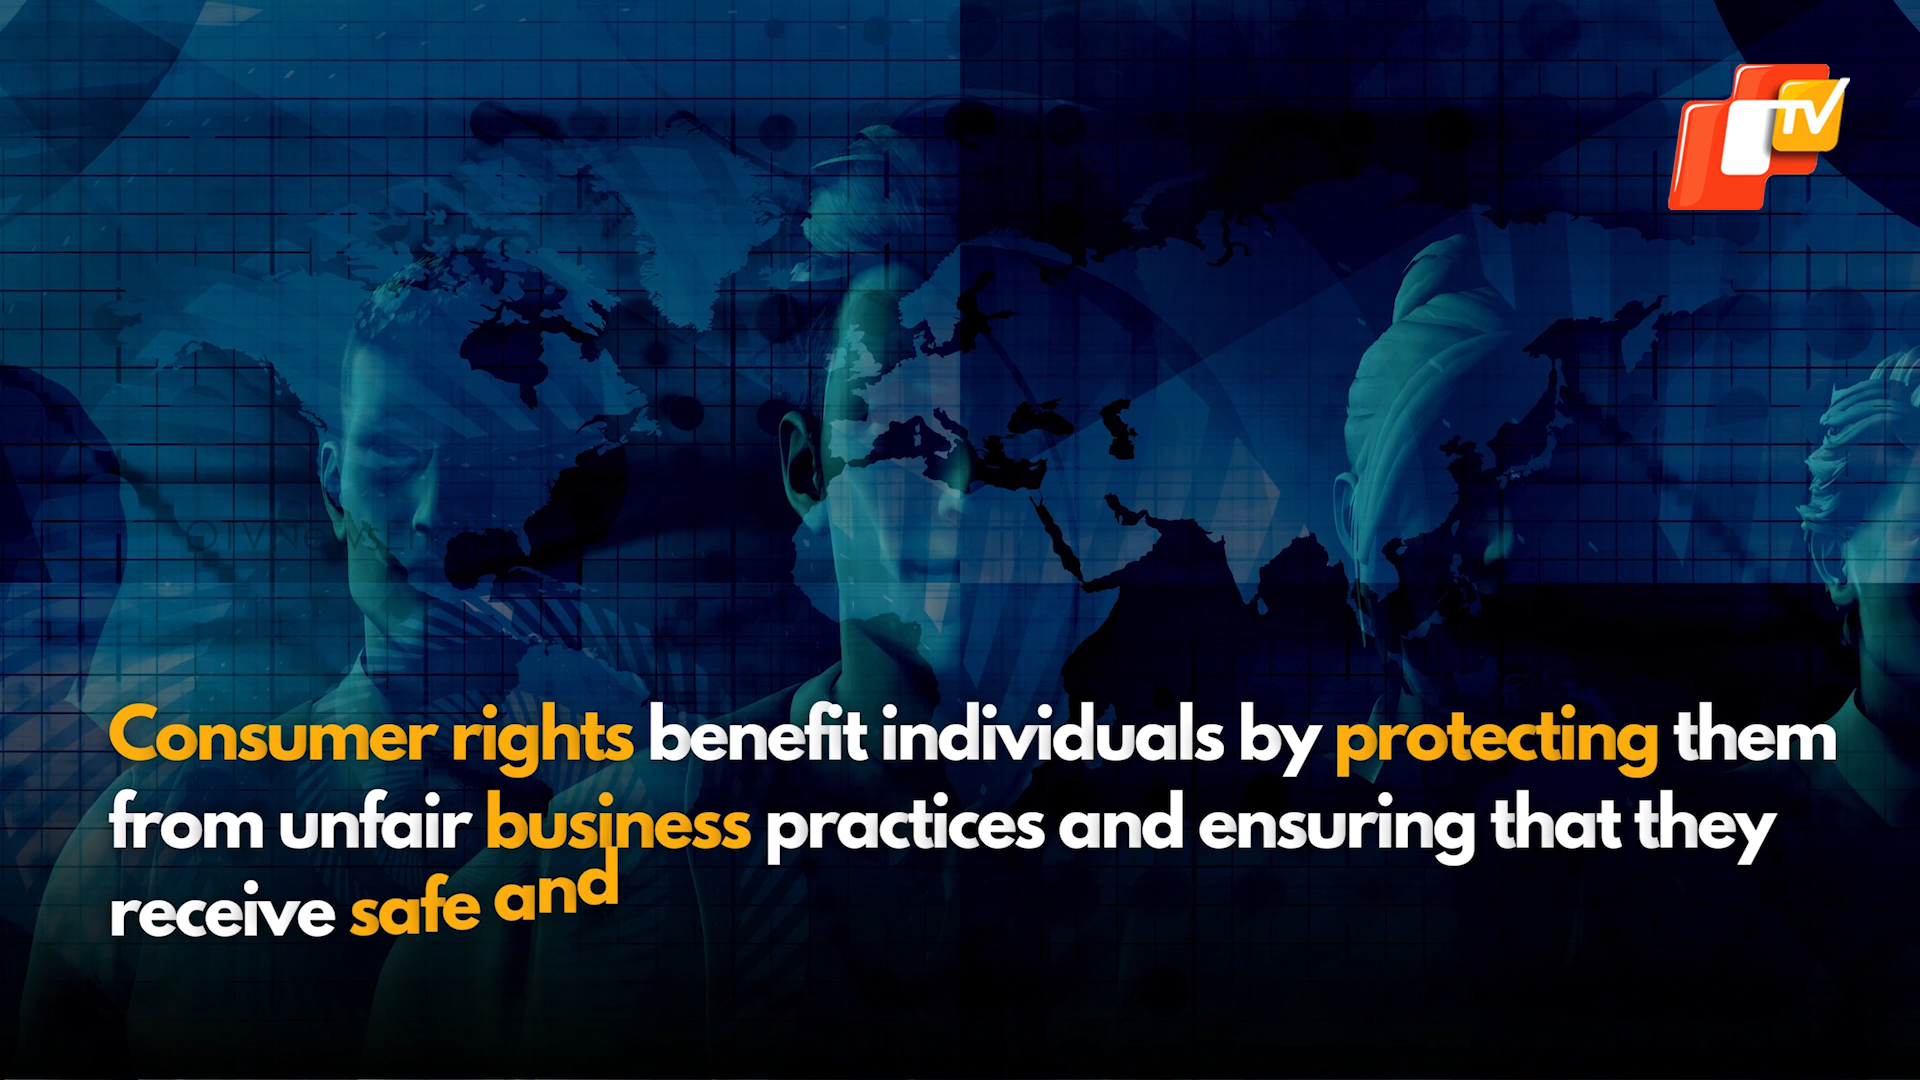 TV
OTVNews
Consumer rights benefit individuals by protecting them
from unfair business practices and ensuring that they
receive safe and